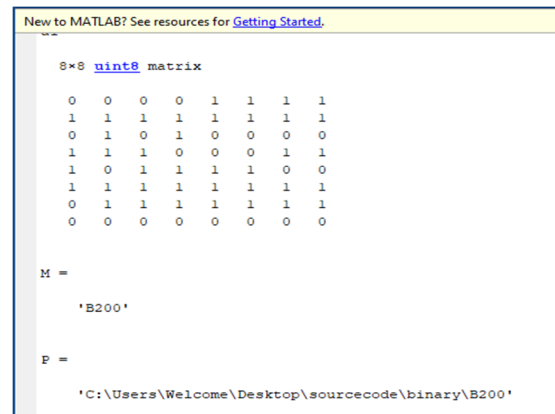 New to MATLAB? See resources for Getting Started.
8×8 uint8 matrix
0 0 0 0 1 1 1 1
1 1 1 1 1 1 1 1
0 1 0 1 0 0 0 0
1 1 1 0 0 0 1 1
1 0 1 1 1 1 0 0
1 1 1 1 1 1 1 1
0 1 1 1 1 1 1 1
0 0 0 0 0 0 0 0
M =
'B200'
P =
'C:\Users\Welcome\Desktop\sourcecode\binary\B200'